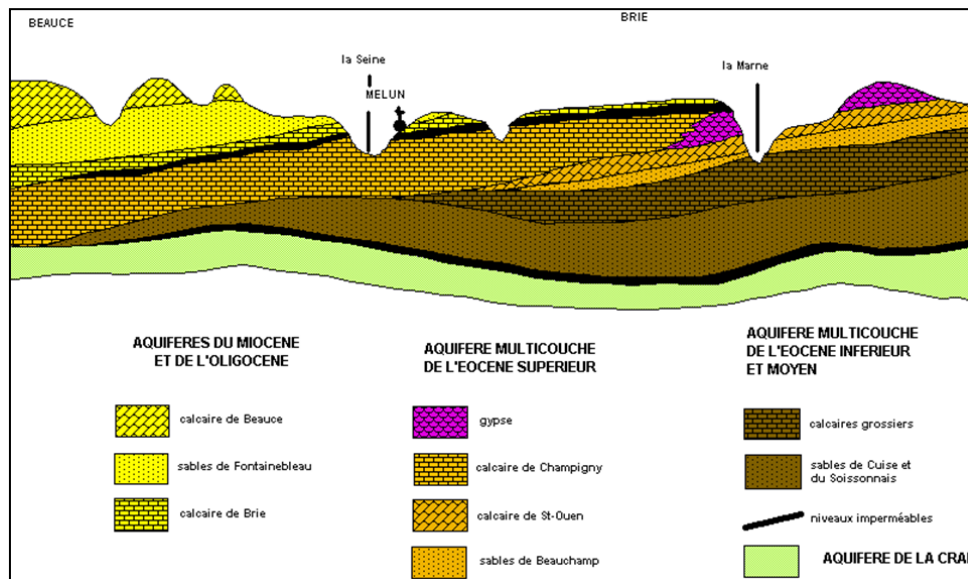 BEAUCE
BRIE
la Seine
la Marne
MELUN
AQUIFERES DU MIOCENE
ET DE L'OLIGOCENE
calcaire de Beauce
sables de Fontainebleau
calcaire de Brie
AQUIFERE MULTICOUCHE
DE L'EOCENE SUPERIEUR
gypse
calcaire de Champigny
calcaire de St-Ouen
sables de Beauchamp
AQUIFERE MULTICOUCHE
DE L'EOCENE INFERIEUR
ET MOYEN
calcaires grossiers
sables de Cuise et
du Soissonnais
niveaux imperméables
AQUIFERE DE LA CRAI